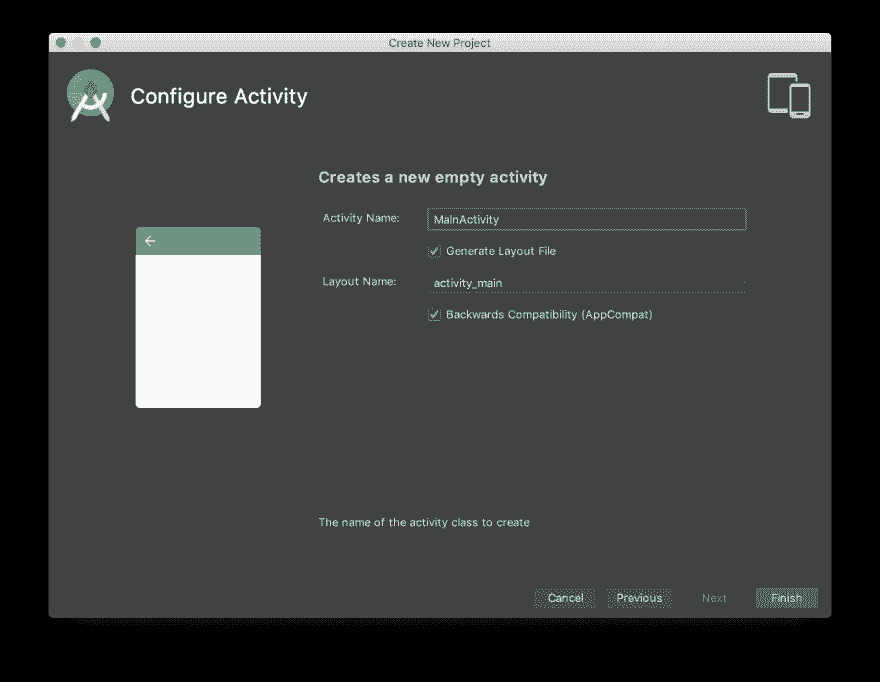 Create New Project
Configure Activity
Creates a new empty activity
Activity Name: MainActivity
Generate Layout File
Layout Name: activity_main
Backwards Compatibility (AppCompat)
The name of the activity class to create
Cancel Previous Next Finish